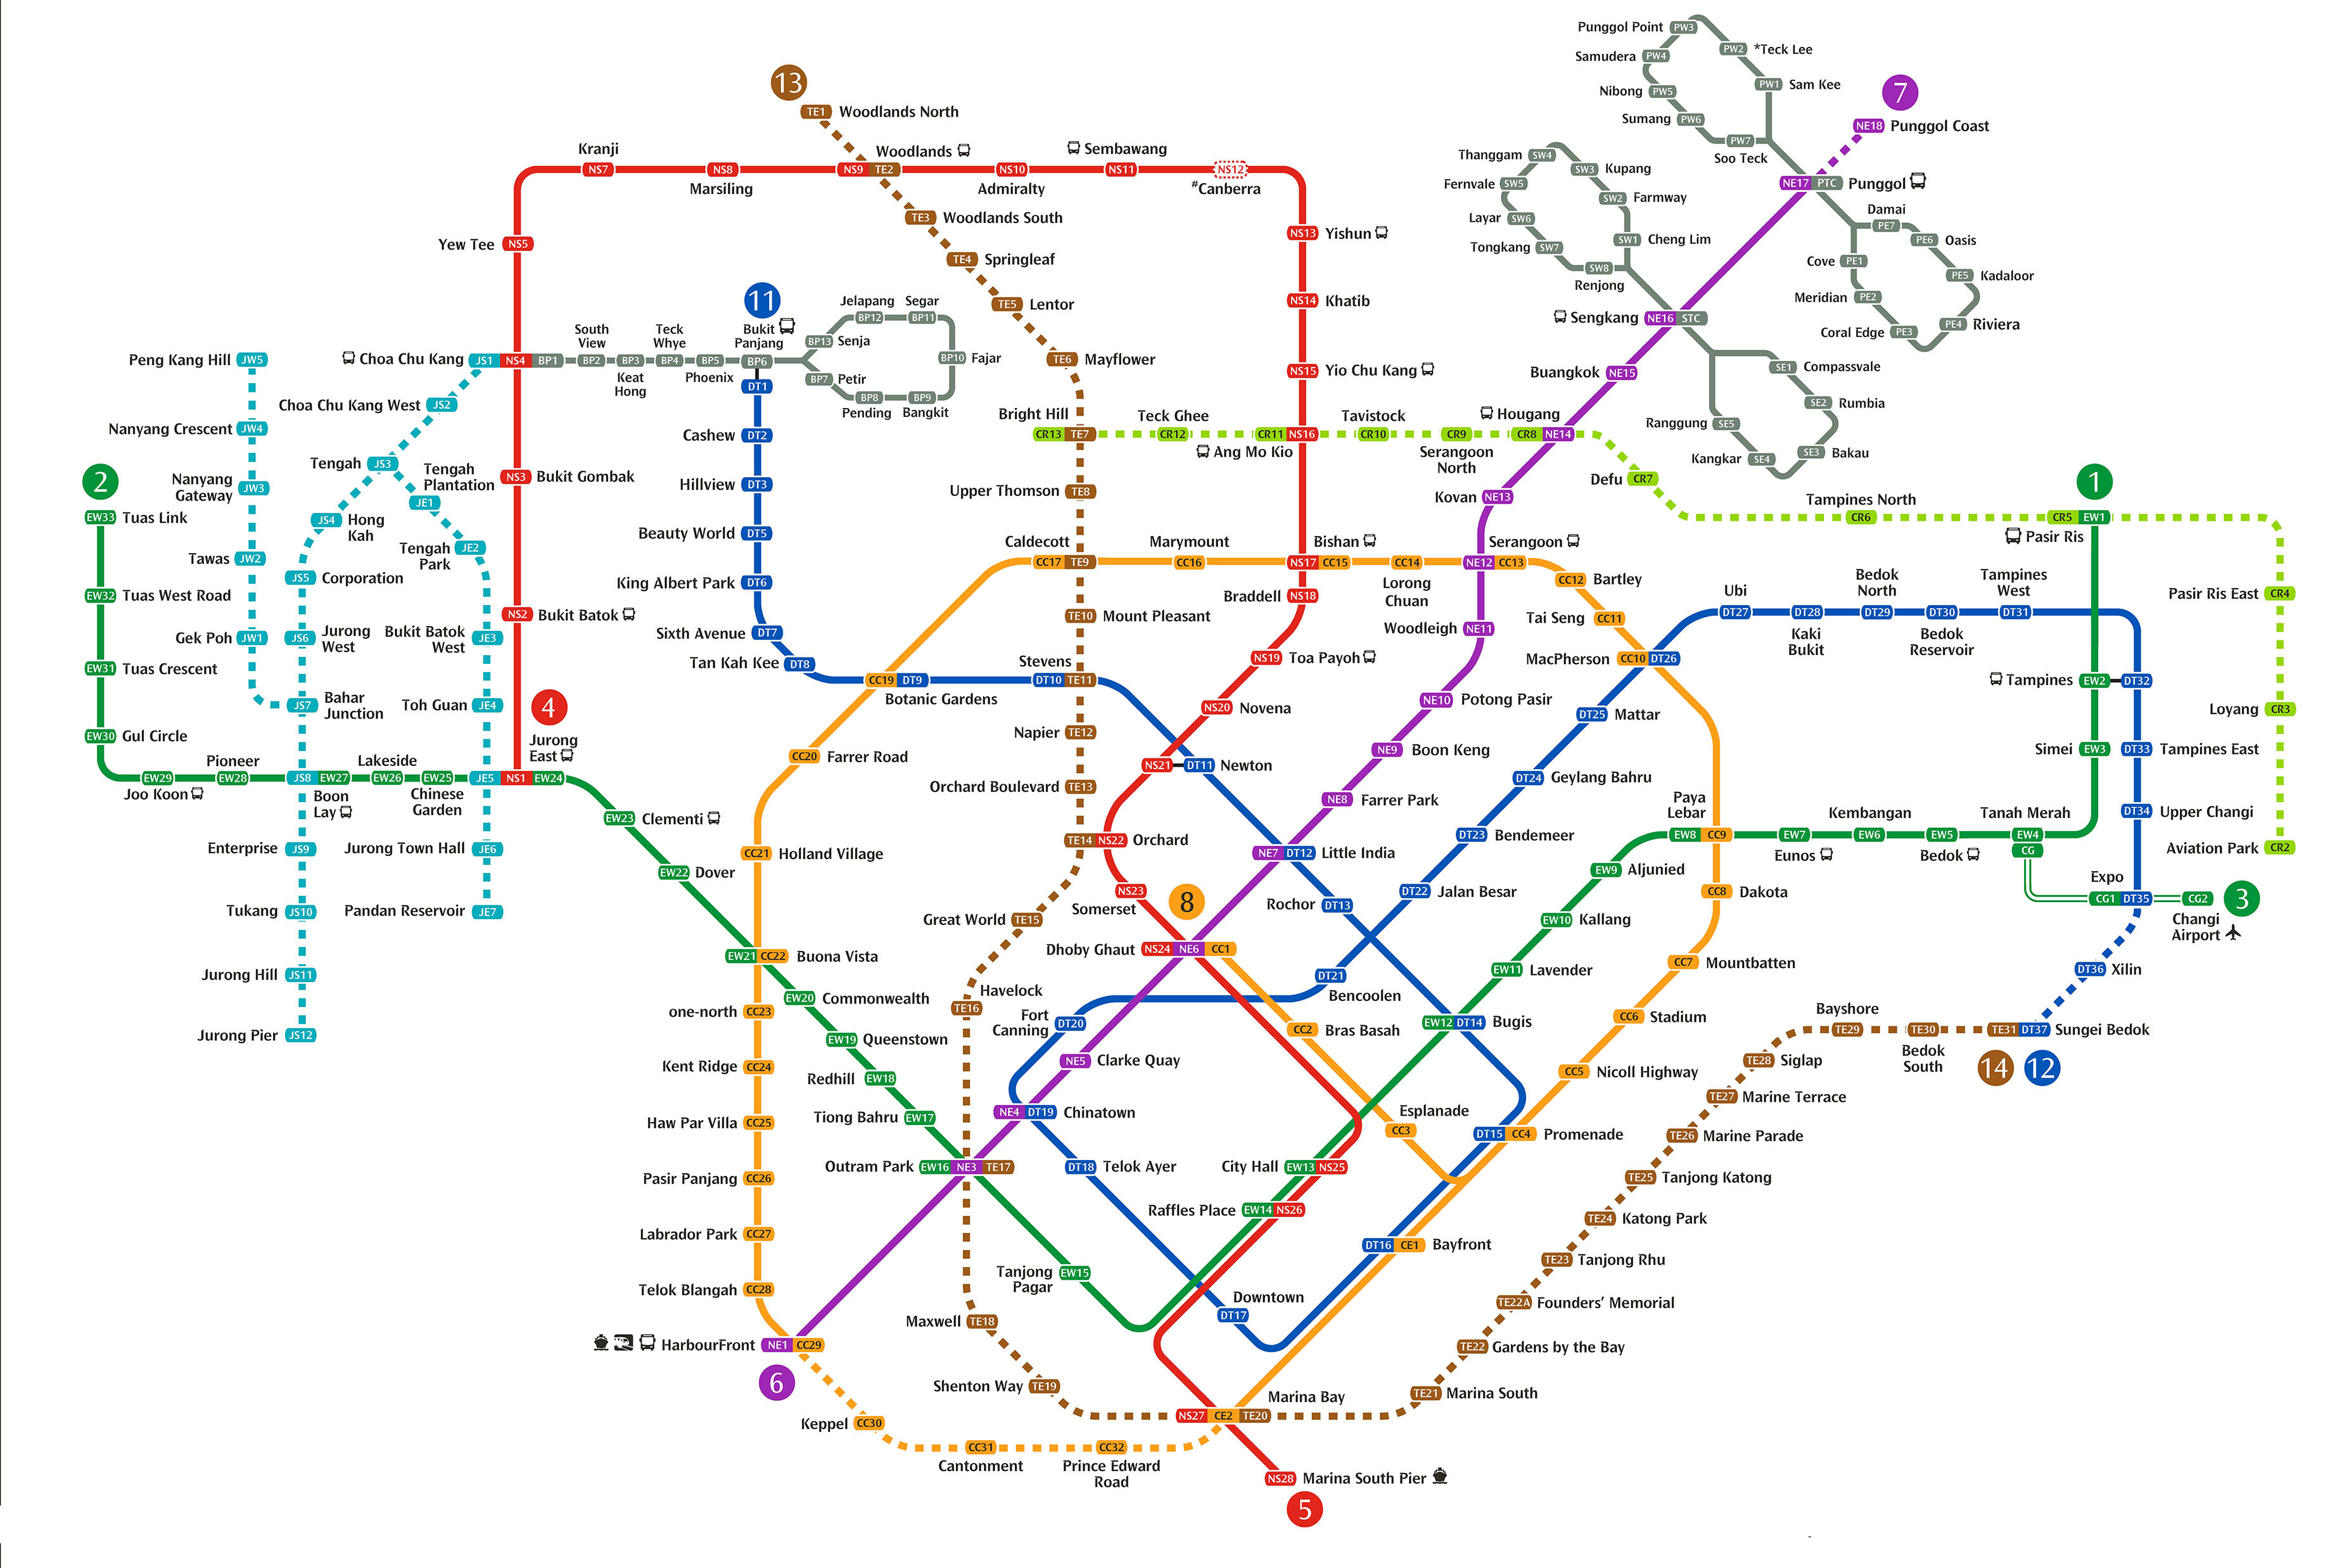 Punggol Point PW3
PW2 *Teck Lee
Samudera PW4
PW1 Sam Kee
Nibong PW5
Sumang PW6
PW7
Soo Teck
7
NE18 Punggol Coast
13
TE1 Woodlands North
Kranji
NS7
NS8
Marsiling
Woodlands
NS9 TE2
NS10
Admiralty
Sembawang
NS11
NS12
#Canberra
Thanggam SW4
SW3 Kupang
Fernvale SW5
SW2 Farmway
Layar SW6
Tongkang SW7
SW1 Cheng Lim
SW8
Renjong
NE17 PTC Punggol
Damai
PE7
PE6 Oasis
Cove PE1
PE5 Kadaloor
Meridian PE2
Coral Edge PE3
PE4 Riviera
TE3 Woodlands South
Yew Tee NS5
NS13 Yishun
TE4 Springleaf
TE5 Lentor
NS14 Khatib
Sengkang NE16 STC
11
Bukit
Panjang
BP6
DT1
Jelapang
BP12
Segar
BP11
BP13
Senja
BP10 Fajar
BP7
Petir
BP8
Pending
BP9
Bangkit
South
View
BP2
Teck
Whye
BP4
BP3
Keat
Hong
BP5
Phoenix
Choa Chu Kang JS1 NS4 BP1
Peng Kang Hill JW5
TE6 Mayflower
NS15 Yio Chu Kang
Buangkok NE15
SE1 Compassvale
SE2 Rumbia
Ranggung SE5
SE3 Bakau
Kangkar SE4
Choa Chu Kang West JS2
Nanyang Crescent JW4
Cashew DT2
Bright Hill
CR13 TE7
Teck Ghee
CR12
CR11 NS16
Ang Mo Kio
Tavistock
CR10
CR9
Serangoon
North
Hougang
CR8 NE14
Defu CR7
Tengah JS3
Tengah
Plantation
JE1
NS3 Bukit Gombak
Hillview DT3
Upper Thomson TE8
Kovan NE13
Nanyang
Gateway
JW3
2
EW33 Tuas Link
JS4 Hong
Kah
Tampines North
CR6
1
CR5 EW1
Pasir Ris
Beauty World DT5
Tengah
Park
JE2
Tawas JW2
JS5 Corporation
King Albert Park DT6
Caldecott
CC17 TE9
Marymount
CC16
Bishan
NS17 CC15
CC14
Lorong
Chuan
Serangoon
NE12 CC13
CC12 Bartley
EW32 Tuas West Road
NS2 Bukit Batok
Braddell NS18
TE10 Mount Pleasant
Woodleigh NE11
Tai Seng CC11
Ubi
DT27
DT28
Kaki
Bukit
Bedok
North
DT29
DT30
Bedok
Reservoir
Tampines
West
DT31
Pasir Ris East CR4
Gek Poh JW1
JS6 Jurong
West
Bukit Batok
West
JE3
Sixth Avenue DT7
Tan Kah Kee DT8
EW31 Tuas Crescent
NS19 Toa Payoh
MacPherson CC10 DT26
CC19 DT9
Botanic Gardens
Stevens
DT10 TE11
Tampines EW2 DT32
JS7 Bahar
Junction
Toh Guan JE4
4
Jurong
East
NS20 Novena
NE10 Potong Pasir
DT25 Mattar
Loyang CR3
EW30 Gul Circle
Napier TE12
CC20 Farrer Road
NS21 DT11 Newton
NE9 Boon Keng
Simei EW3
DT33 Tampines East
EW29
Joo Koon
Pioneer
EW28
JS8 EW27
Boon
Lay
Lakeside
EW26
EW25
Chinese
Garden
JE5 NS1 EW24
EW23 Clementi
Orchard Boulevard TE13
NE8 Farrer Park
DT24 Geylang Bahru
DT34 Upper Changi
DT23 Bendemeer
Paya
Lebar
EW8 CC9
EW7
Eunos
Kembangan
EW6
EW5
Bedok
Tanah Merah
EW4
CG
Aviation Park CR2
Enterprise JS9
Jurong Town Hall JE6
CC21 Holland Village
TE14 NS22 Orchard
NE7 DT12 Little India
EW22 Dover
EW9 Aljunied
NS23
Somerset
8
Rochor DT13
DT22 Jalan Besar
CC8 Dakota
Expo
CG1 DT35
CG2
Changi
Airport
3
Tukang JS10
Pandan Reservoir JE7
Great World TE15
EW10 Kallang
Dhoby Ghaut NS24 NE6 CC1
EW21 CC22 Buona Vista
EW11 Lavender
CC7 Mountbatten
DT36 Xilin
Jurong Hill JS11
DT21
Bencoolen
EW20 Commonwealth
Havelock
TE16
one-north CC23
Fort
Canning
DT20
CC2 Bras Basah
EW12 DT14 Bugis
CC6 Stadium
Bayshore
TE29
TE30
Bedok
South
TE31 DT37 Sungei Bedok
14
12
Jurong Pier JS12
EW19 Queenstown
NE5 Clarke Quay
TE28 Siglap
Kent Ridge CC24
Redhill EW18
CC5 Nicoll Highway
TE27 Marine Terrace
Haw Par Villa CC25
Tiong Bahru EW17
NE4 DT19 Chinatown
Esplanade
CC3
DT15 CC4 Promenade
TE26 Marine Parade
Pasir Panjang CC26
Outram Park EW16 NE3 TE17
DT18 Telok Ayer
City Hall EW13 NS25
TE25 Tanjong Katong
Raffles Place EW14 NS26
TE24 Katong Park
Labrador Park CC27
DT16 CE1 Bayfront
TE23 Tanjong Rhu
Tanjong
Pagar
EW15
Telok Blangah CC28
Downtown
DT17
TE22A Founders' Memorial
Maxwell TE18
HarbourFront NE1 CC29
6
TE22 Gardens by the Bay
Shenton Way TE19
TE21 Marina South
Marina Bay
NS27 CE2 TE20
Keppel CC30
CC31
Cantonment
CC32
Prince Edward
Road
NS28 Marina South Pier
5